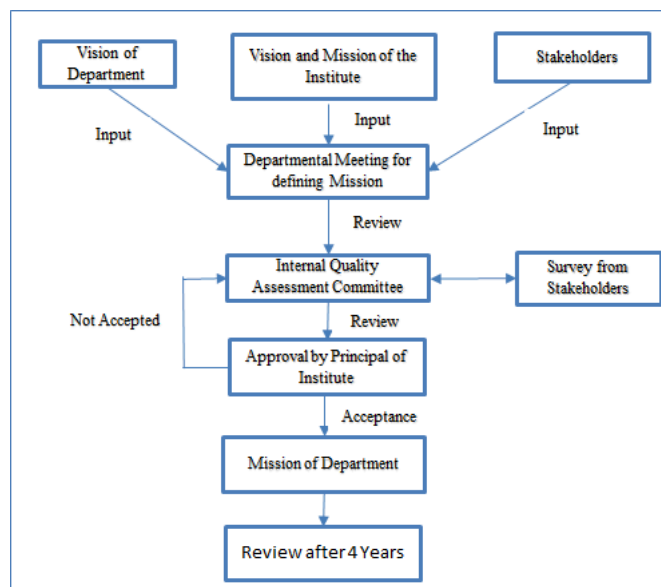 Vision of
Department
Vision and Mission of the
Institute
Stakeholders
Input
Input
Input
Departmental Meeting for
defining Mission
Review
Internal Quality
Assessment Committee
Survey from
Stakeholders
Not Accepted
Review
Approval by Principal of
Institute
Acceptance
Mission of Department
Review after 4 Years